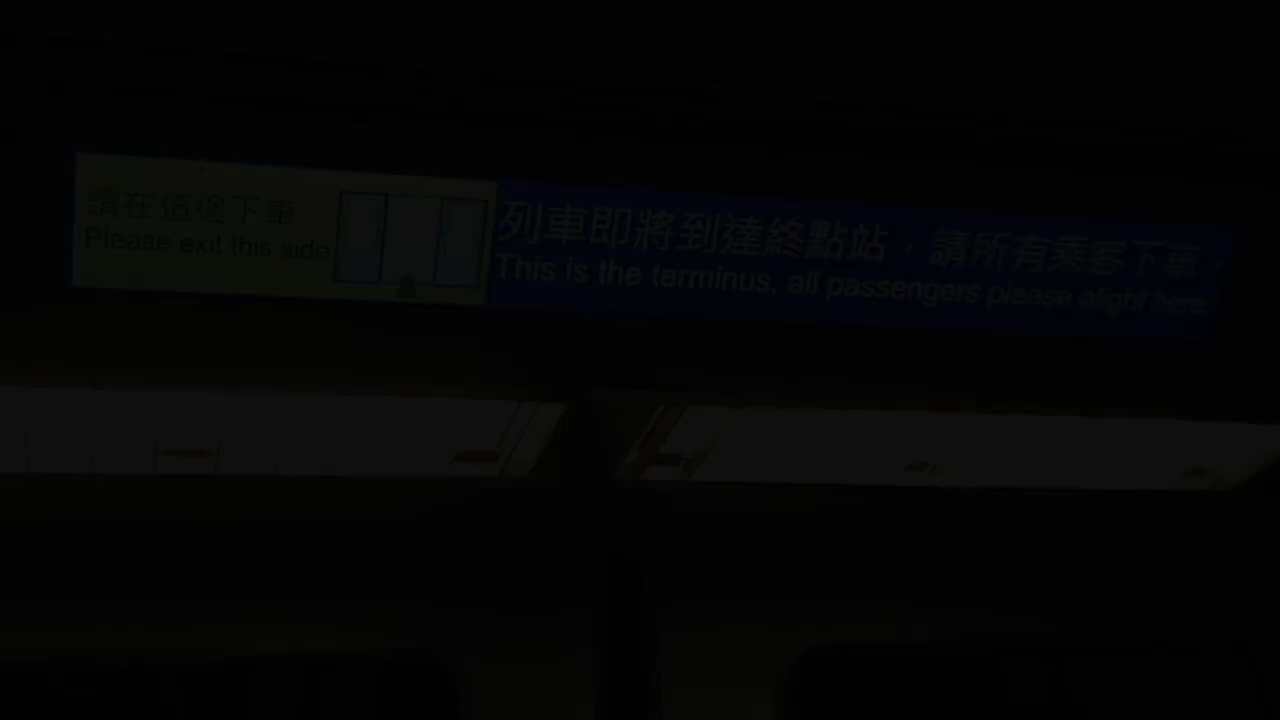 請在這邊下車
Please exit this side
列車即將到達終點站，請所有乘客下車，
This is the terminus, all passengers please alight here.